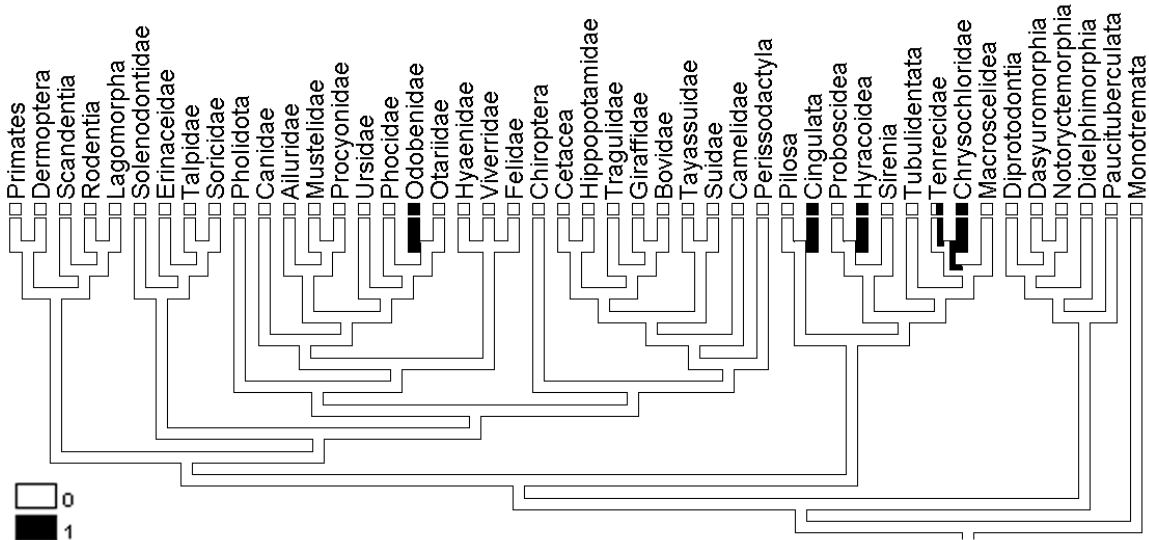 Primates
Dermoptera
Scandentia
Rodentia
Lagomorpha
Solenodontidae
Erinaceidae
Talpidae
Soricidae
Pholidota
Canidae
Ailuridae
Mustelidae
Procyonidae
Ursidae
Phocidae
Odobenidae
Otariidae
Hyaenidae
Viverridae
Felidae
Chiroptera
Cetacea
Hippopotamidae
Tragulidae
Giraffidae
Bovidae
Tayassuidae
Suidae
Camelidae
Perissodactyla
Pilosa
Cingulata
Proboscidea
Hyracoidea
Sirenia
Tubulidentata
Tenrecidae
Chrysochloridae
Macroscelidea
Diprotodontia
Dasyuromorphia
Notoryctemorphia
Didelphimorphia
Paucituberculata
Monotremata
0
1